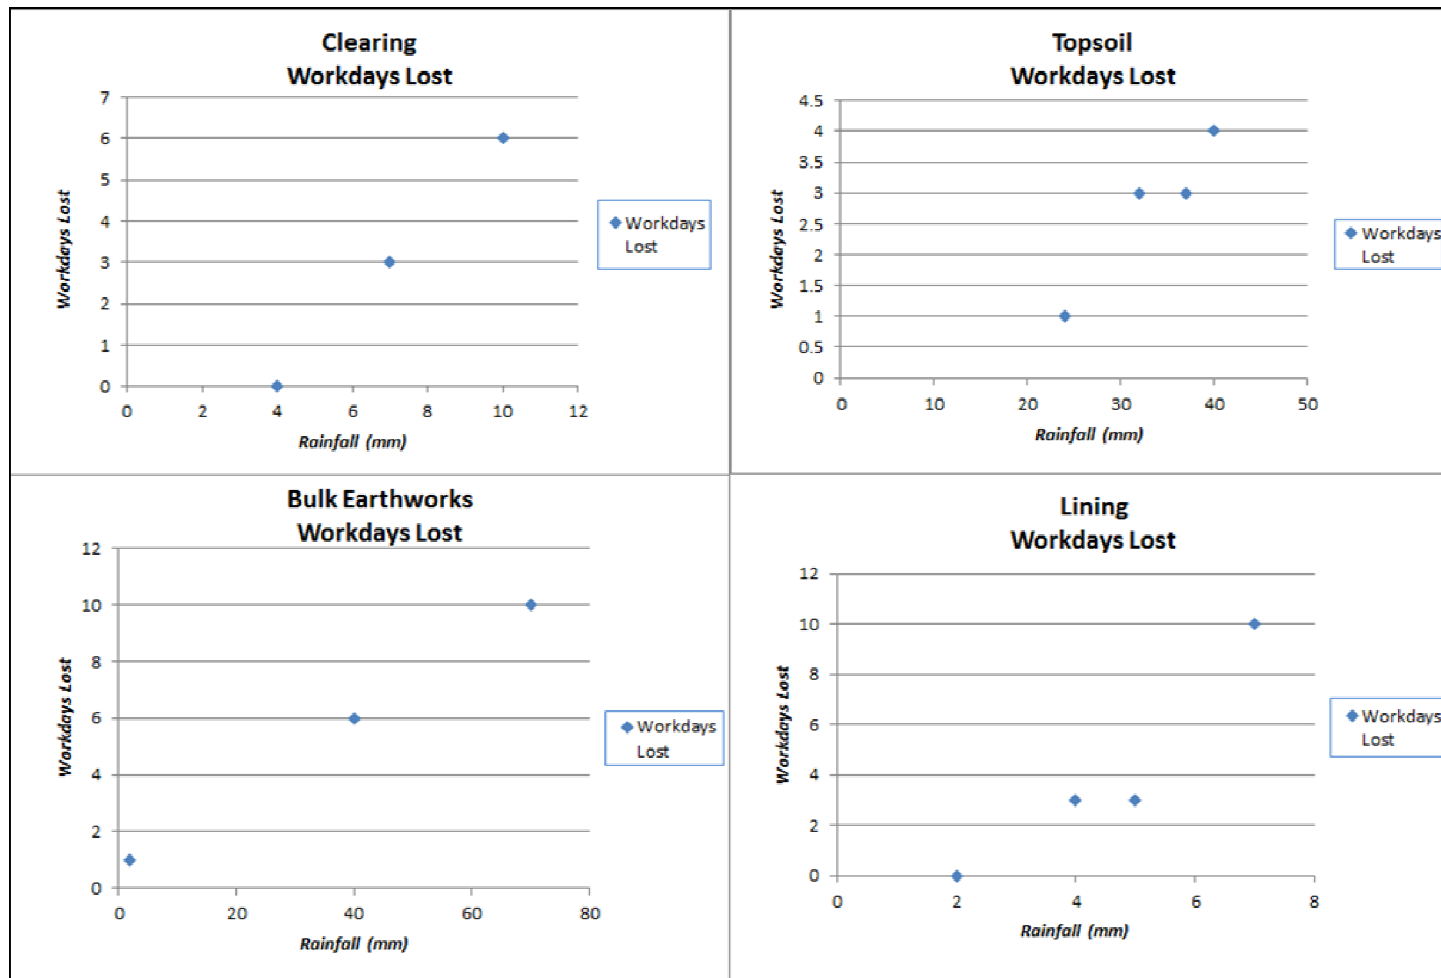 Clearing
Workdays Lost
7
6
5
4
3
2
1
0
0 2 4 6 8 10 12
Workdays Lost
Rainfall (mm)
Workdays
Lost
Topsoil
Workdays Lost
4.5
4
3.5
3
2.5
2
1.5
1
0.5
0
0 10 20 30 40 50
Workdays Lost
Rainfall (mm)
Workdays
Lost
Bulk Earthworks
Workdays Lost
12
10
8
6
4
2
0
0 20 40 60 80
Workdays Lost
Rainfall (mm)
Workdays
Lost
Lining
Workdays Lost
12
10
8
6
4
2
0
0 2 4 6 8
Workdays Lost
Rainfall (mm)
Workdays
Lost